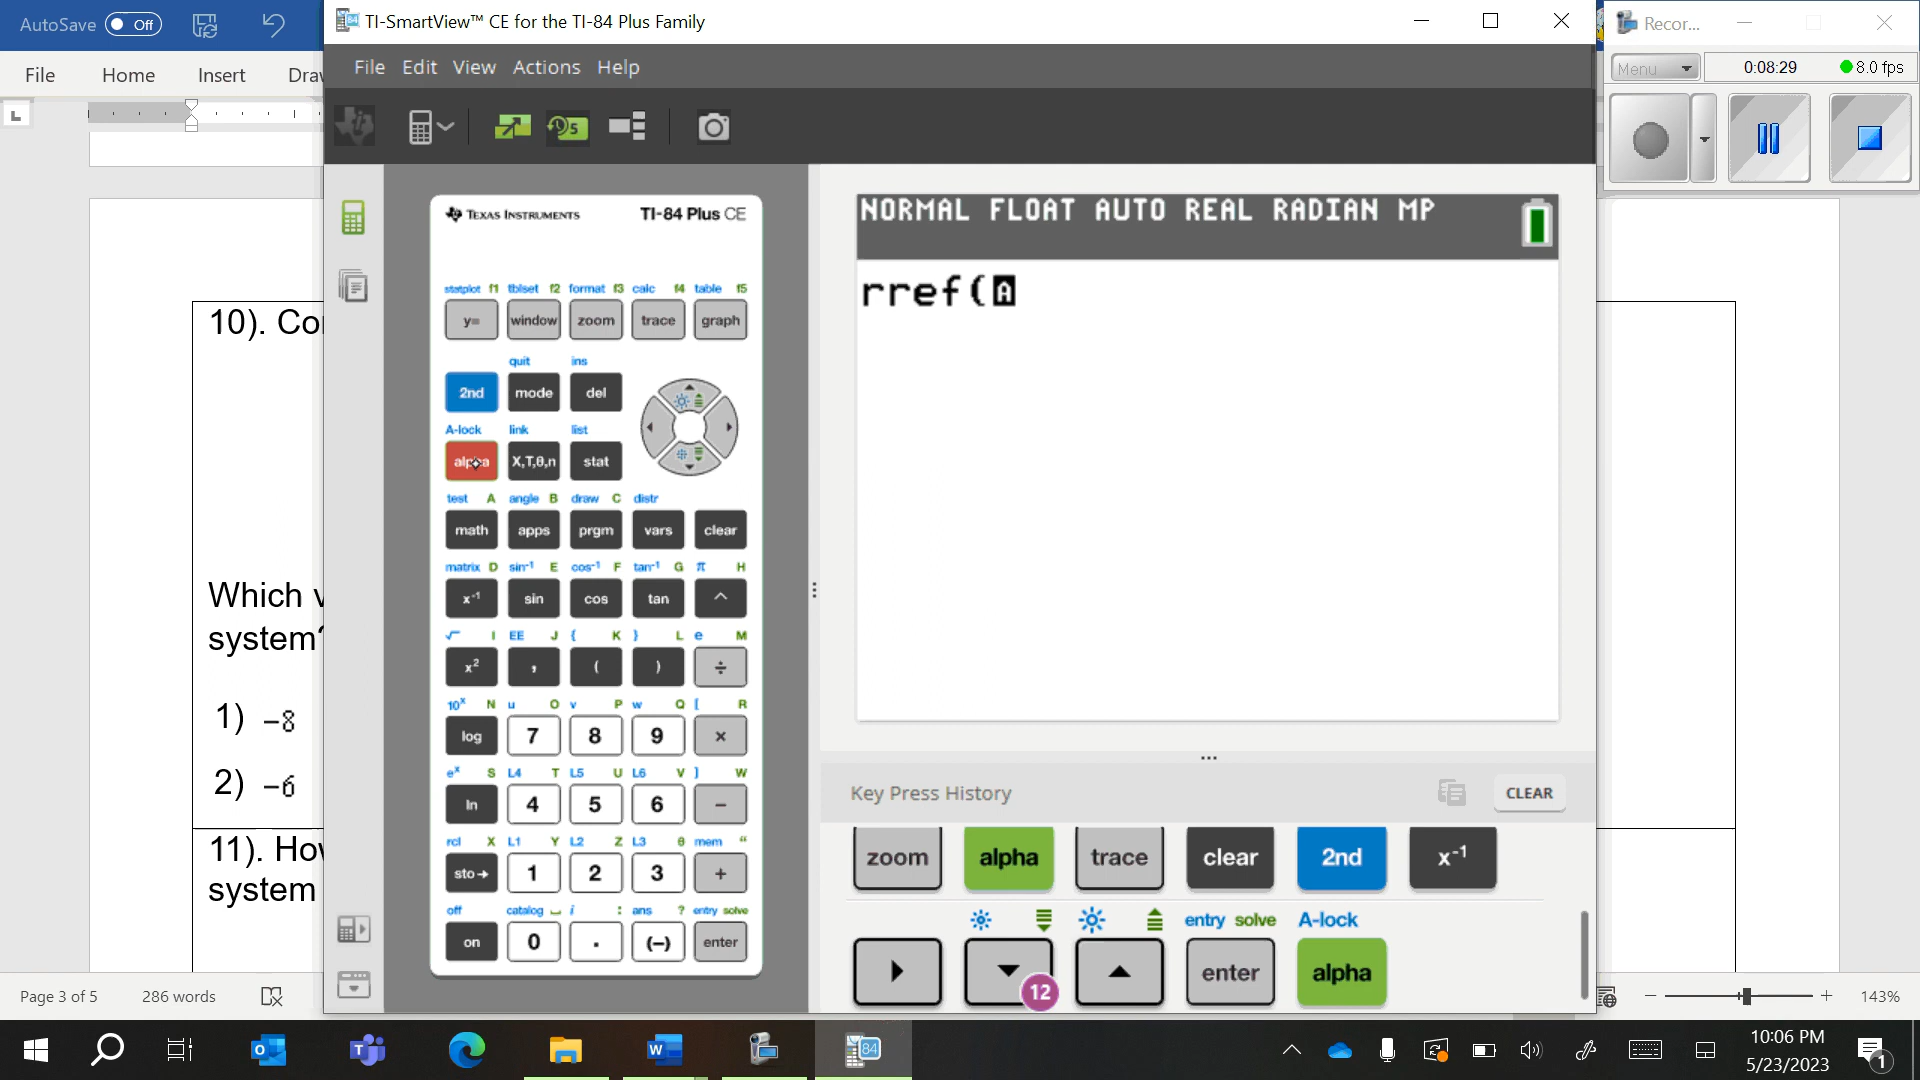 AutoSave Off
TI-SmartView™ CE for the TI-84 Plus Family
Recor...
File Home Insert
File Edit View Actions Help
Menu 0:08:29 8.0 fps
5
TEXAS INSTRUMENTS TI-84 Plus CE
NORMAL FLOAT AUTO REAL RADIAN MP
rref(A
statplot f1 tblset f2 format f3 calc f4 table f5
y= window zoom trace graph
quit ins
2nd mode del
A-lock link list
alpha X,T,θ,n stat
test A angle B draw C distr
math apps prgm vars clear
matrix D sin-1 E cos-1 F tan-1 G π H
x-1 sin cos tan ^
√ I EE J { K } L e M
x2 , ( ) ÷
10x N u O v P w Q [ R
log 7 8 9 ×
ex S L4 T L5 U L6 V ] W
ln 4 5 6 −
rcl X L1 Y L2 Z L3 θ mem "
sto→ 1 2 3 +
off catalog i : ans ? entry solve
on 0 . (−) enter
10).
Which
system?
1) −8
2) −6
11).
system
Key Press History CLEAR
zoom alpha trace clear 2nd x-1
entry solve A-lock
12 enter alpha
Page 3 of 5 286 words 143%
84
10:06 PM
5/23/2023
1